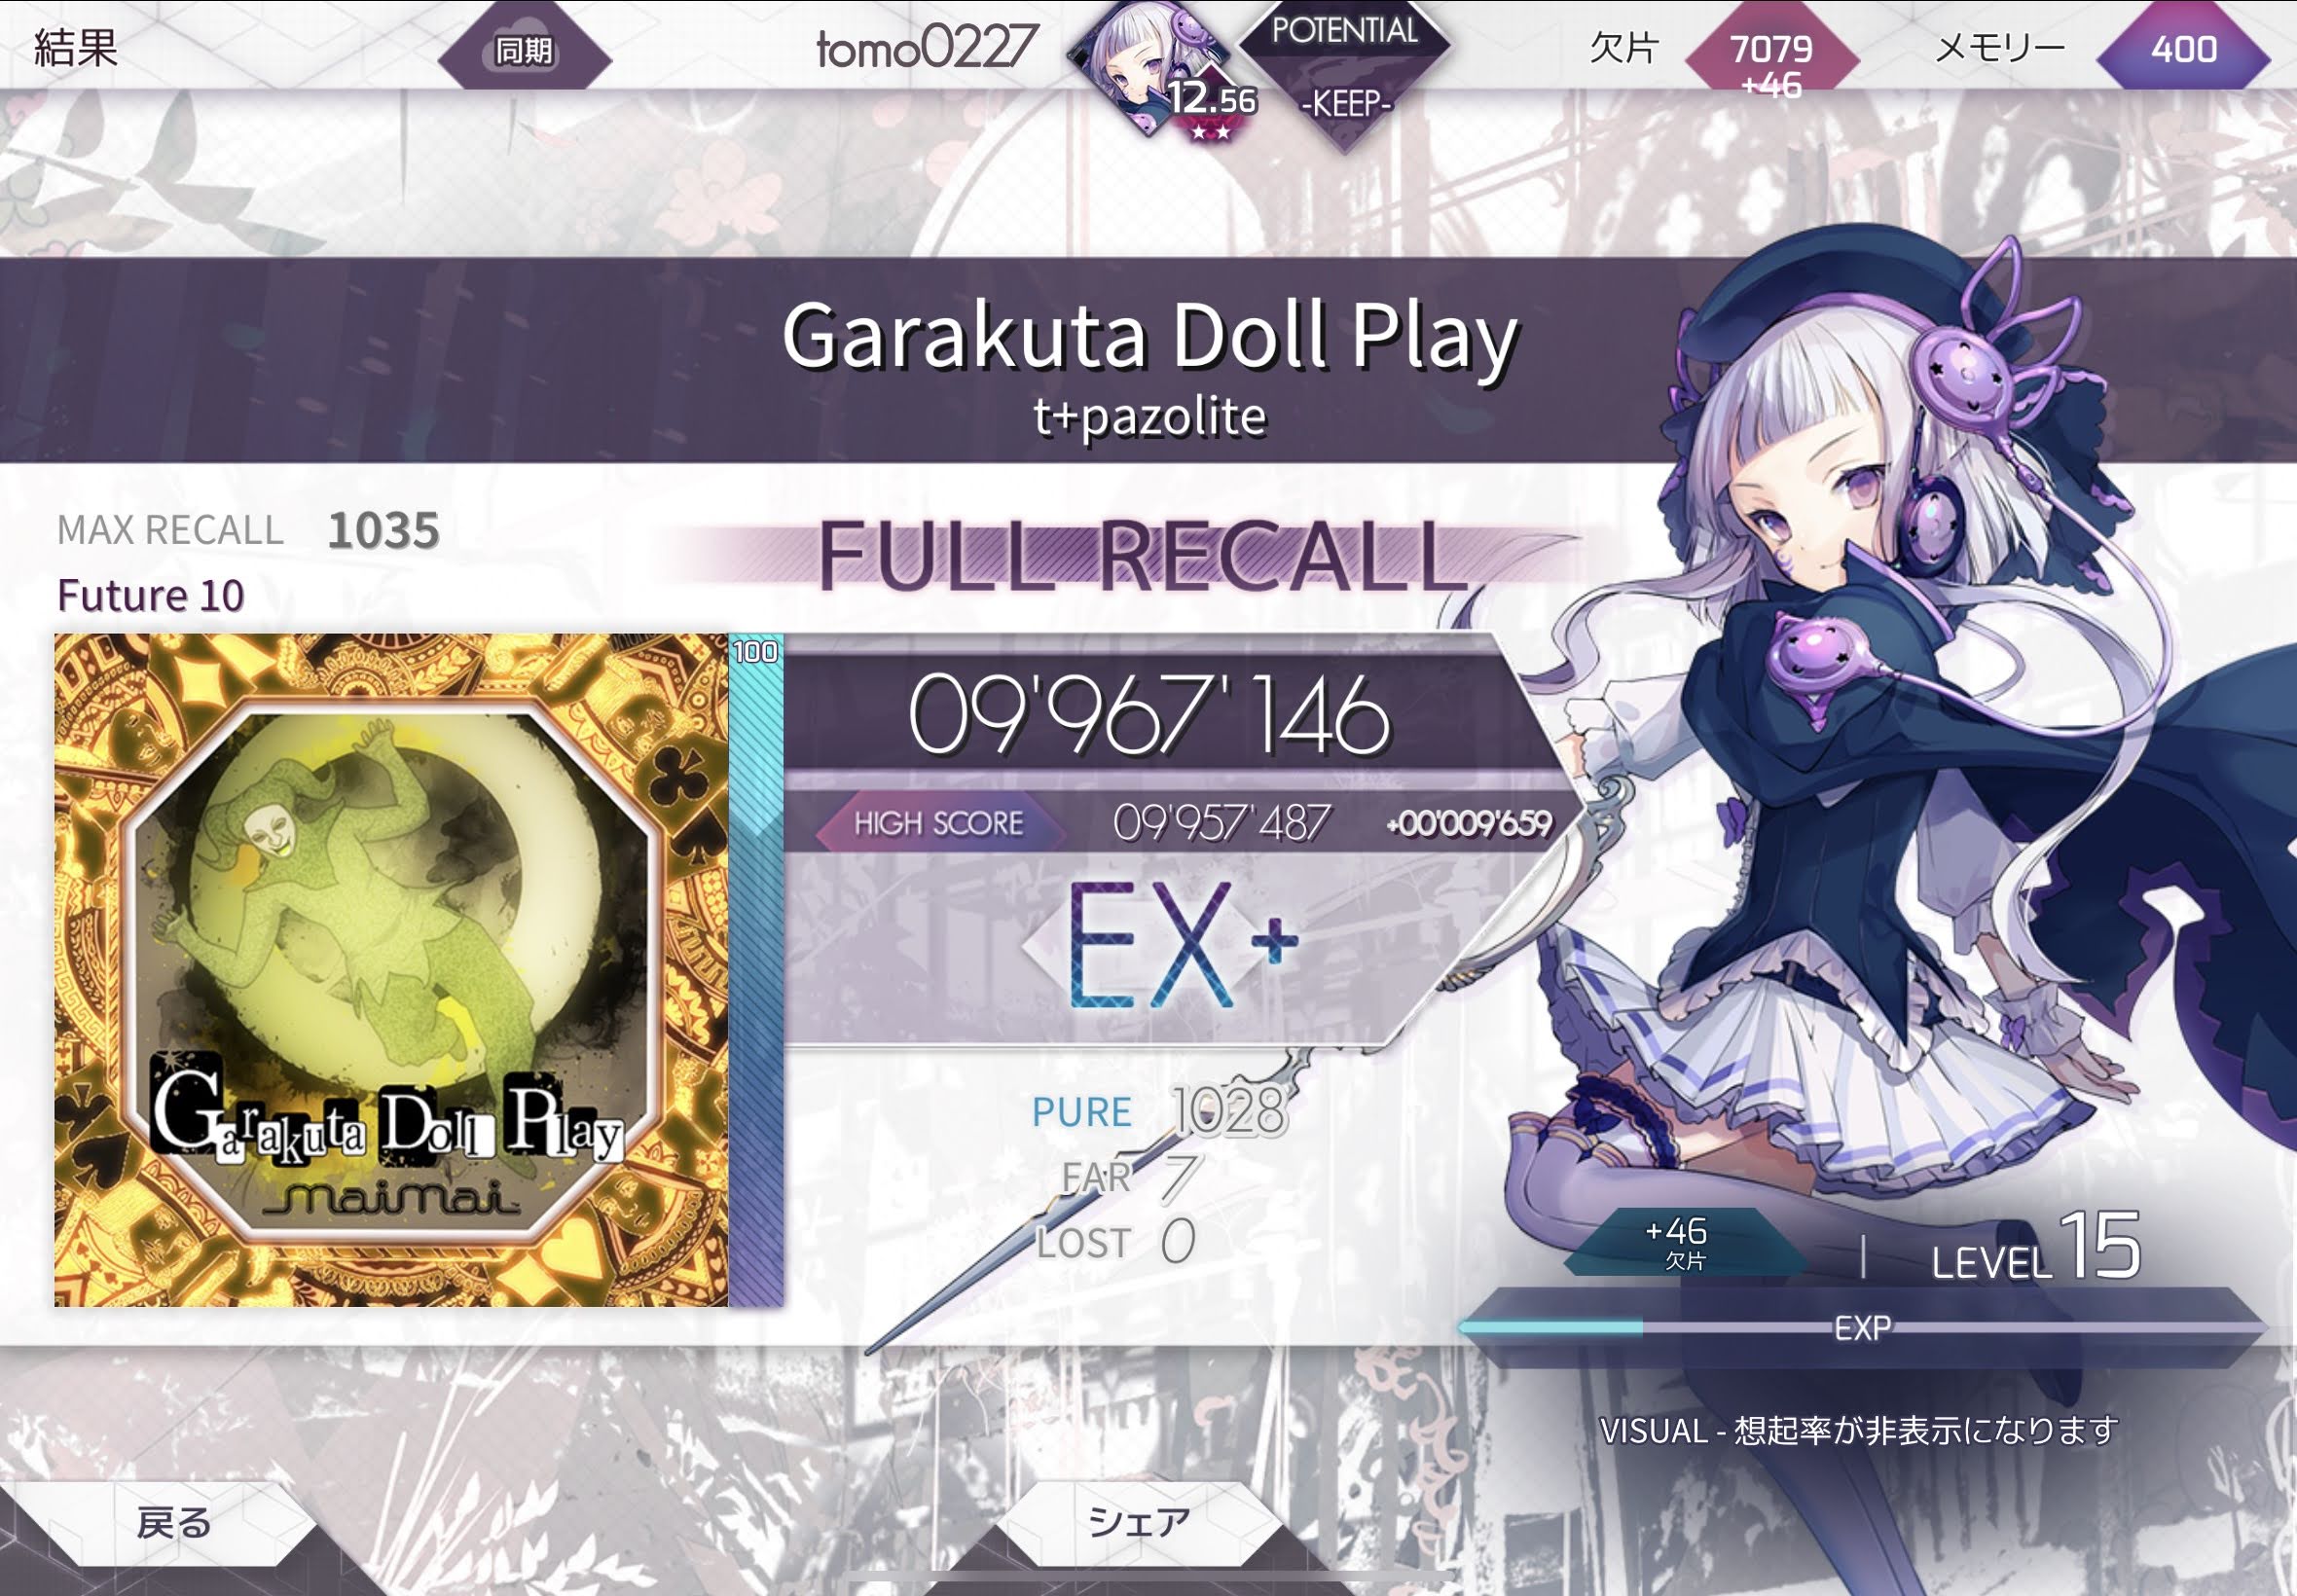 結果
同期
tomo0227
12.56
POTENTIAL
-KEEP-
欠片
7079
+46
メモリー
400
Garakuta Doll Play
t+pazolite
MAX RECALL 1035
FULL RECALL
Future 10
100
09'967'146
HIGH SCORE 09'957'487 +00'009'659
EX+
Garakuta Doll Play
maimai
PURE 1028
FAR 7
LOST 0
+46
欠片
LEVEL 15
EXP
VISUAL - 想起率が非表示になります
戻る
シェア